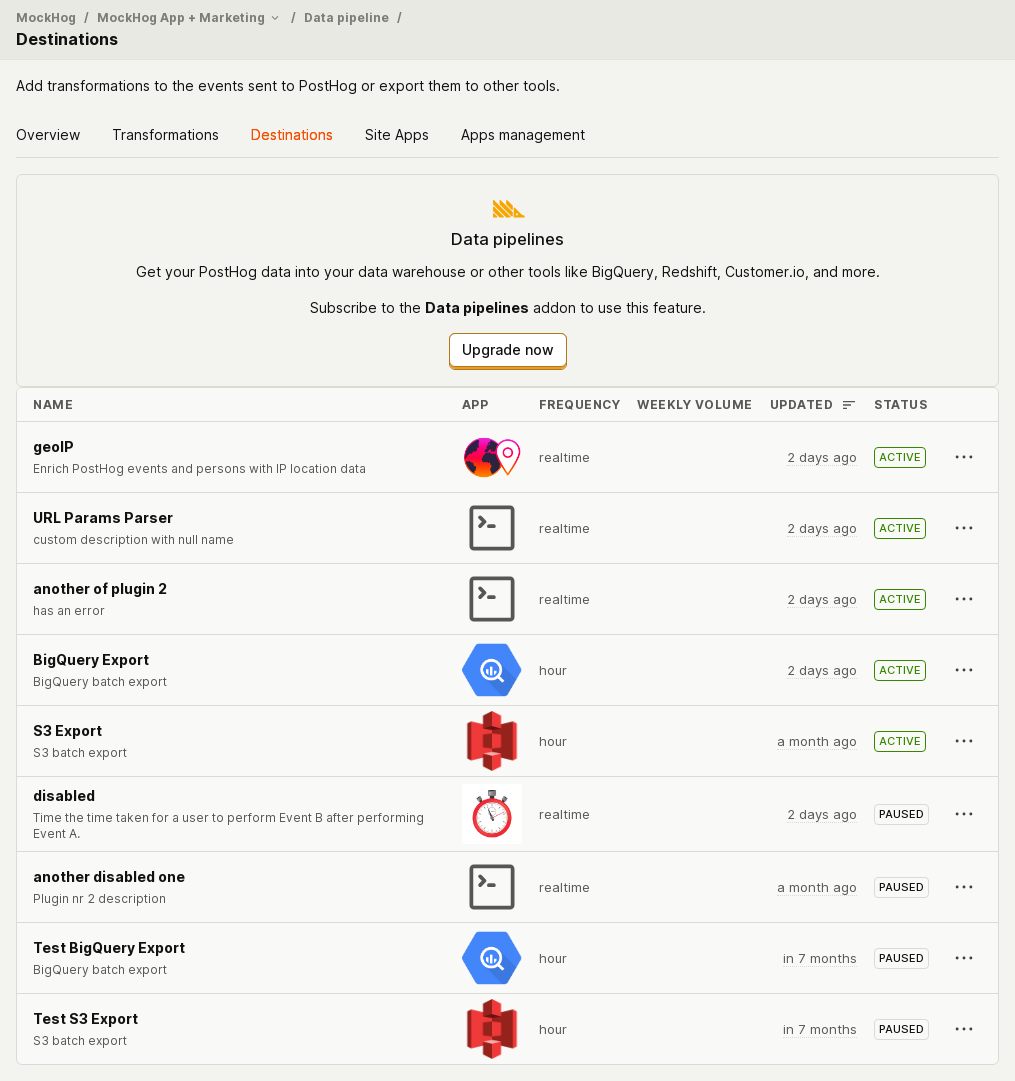 MockHog / MockHog App + Marketing / Data pipeline /
Destinations
Add transformations to the events sent to PostHog or export them to other tools.
Overview Transformations Destinations Site Apps Apps management
Data pipelines
Get your PostHog data into your data warehouse or other tools like BigQuery, Redshift, Customer.io, and more.
Subscribe to the Data pipelines addon to use this feature.
Upgrade now
NAME APP FREQUENCY WEEKLY VOLUME UPDATED STATUS
geoIP
Enrich PostHog events and persons with IP location data
realtime 2 days ago ACTIVE
URL Params Parser
custom description with null name
realtime 2 days ago ACTIVE
another of plugin 2
has an error
realtime 2 days ago ACTIVE
BigQuery Export
BigQuery batch export
hour 2 days ago ACTIVE
S3 Export
S3 batch export
hour a month ago ACTIVE
disabled
Time the time taken for a user to perform Event B after performing
Event A.
realtime 2 days ago PAUSED
another disabled one
Plugin nr 2 description
realtime a month ago PAUSED
Test BigQuery Export
BigQuery batch export
hour in 7 months PAUSED
Test S3 Export
S3 batch export
hour in 7 months PAUSED